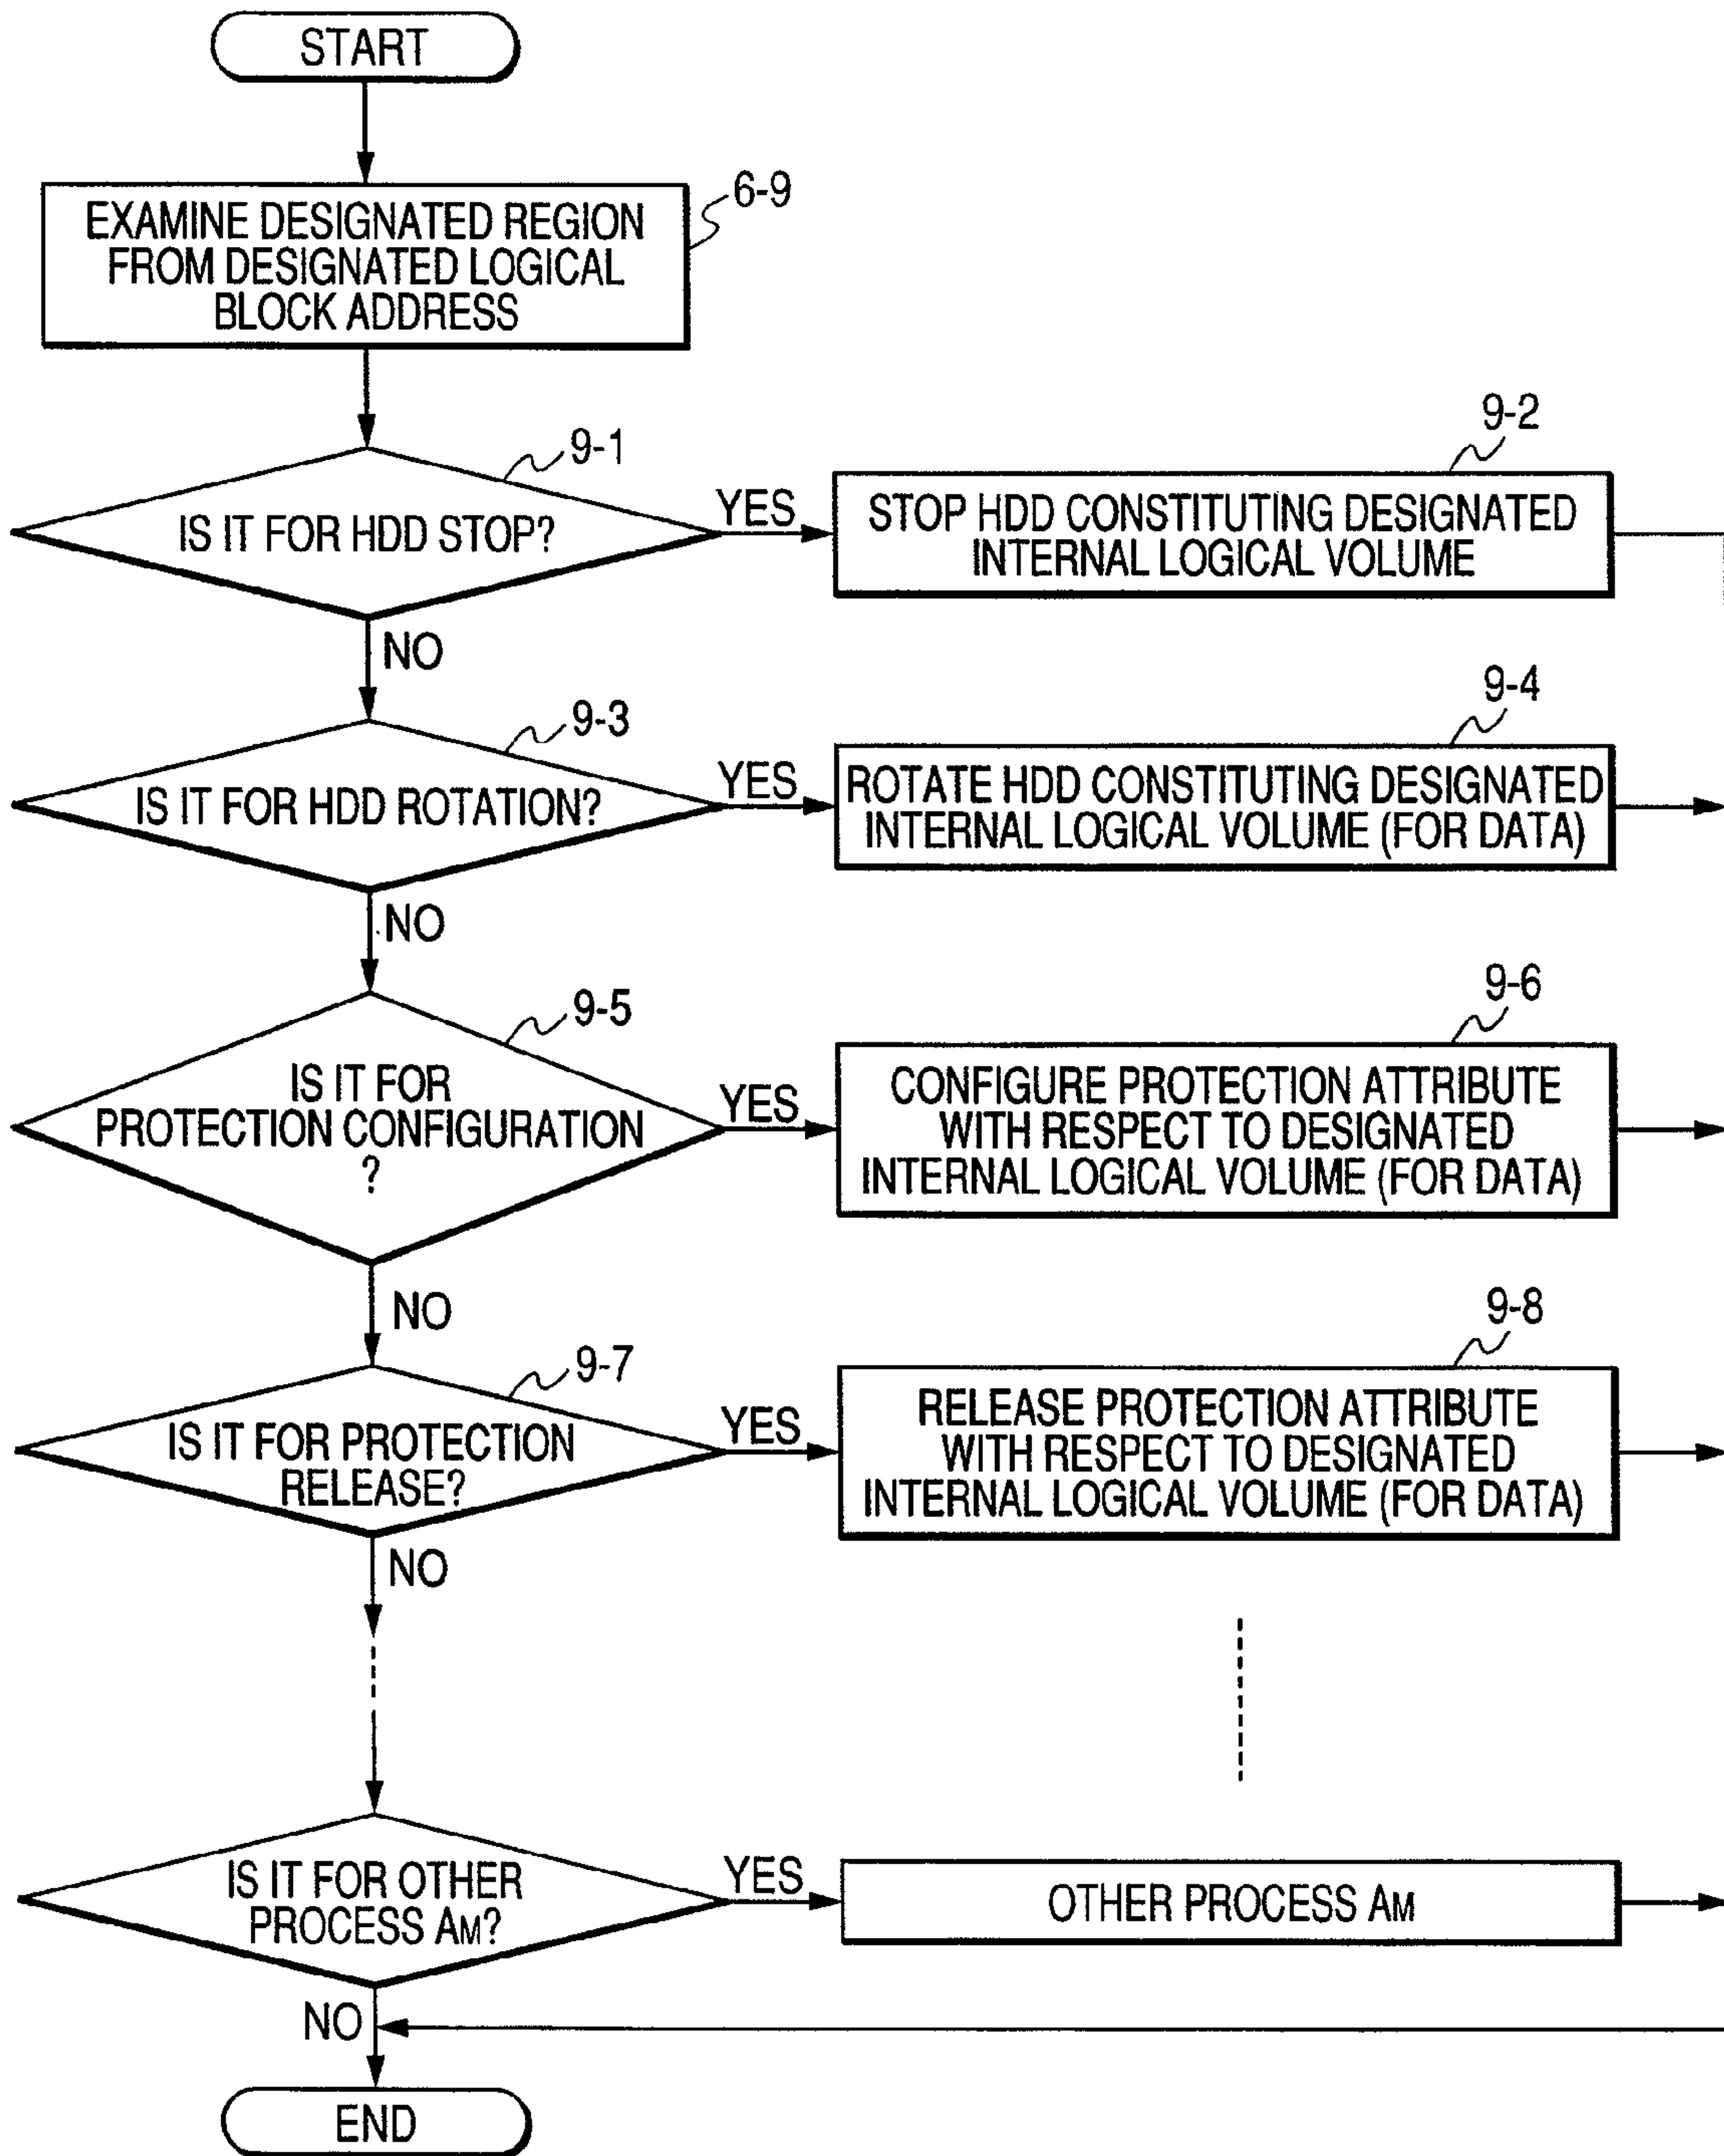 START
6-9
EXAMINE DESIGNATED REGION
FROM DESIGNATED LOGICAL
BLOCK ADDRESS
9-1
IS IT FOR HDD STOP?
YES
9-2
STOP HDD CONSTITUTING DESIGNATED
INTERNAL LOGICAL VOLUME
NO
9-3
IS IT FOR HDD ROTATION?
YES
9-4
ROTATE HDD CONSTITUTING DESIGNATED
INTERNAL LOGICAL VOLUME (FOR DATA)
NO
9-5
IS IT FOR
PROTECTION CONFIGURATION
?
YES
9-6
CONFIGURE PROTECTION ATTRIBUTE
WITH RESPECT TO DESIGNATED
INTERNAL LOGICAL VOLUME (FOR DATA)
NO
9-7
IS IT FOR PROTECTION
RELEASE?
YES
9-8
RELEASE PROTECTION ATTRIBUTE
WITH RESPECT TO DESIGNATED
INTERNAL LOGICAL VOLUME (FOR DATA)
NO
IS IT FOR OTHER
PROCESS AM?
YES
OTHER PROCESS AM
NO
END